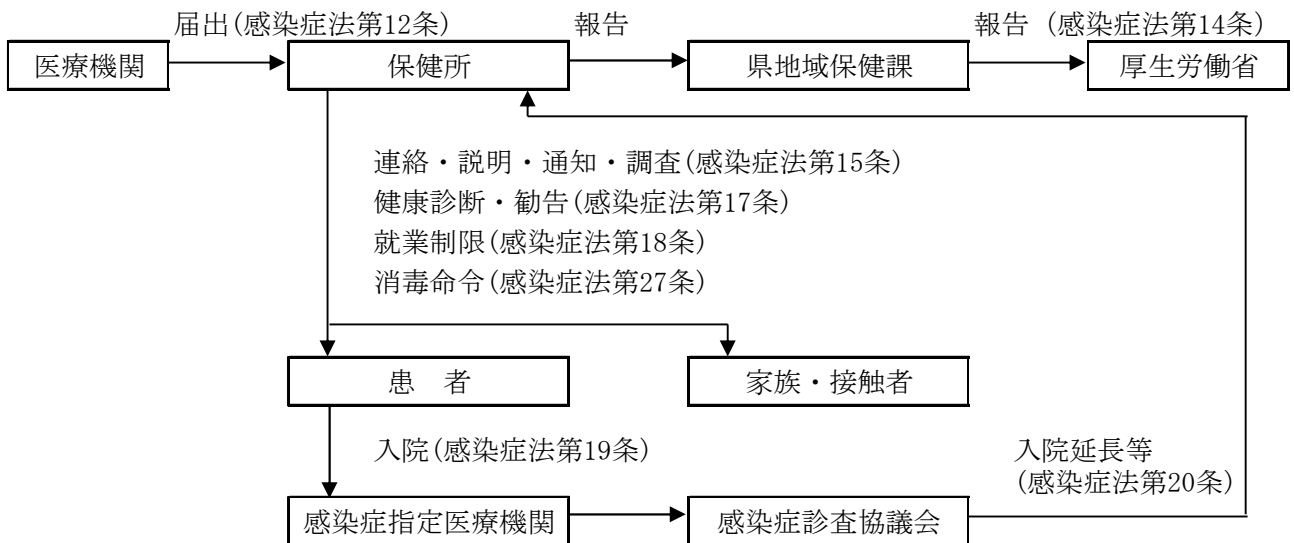 届出(感染症法第12条)
報告
報告 (感染症法第14条)
医療機関
保健所
県地域保健課
厚生労働省
連絡・説明・通知・調査(感染症法第15条)
健康診断・勧告(感染症法第17条)
就業制限(感染症法第18条)
消毒命令(感染症法第27条)
患　者
家族・接触者
入院(感染症法第19条)
入院延長等
(感染症法第20条)
感染症指定医療機関
感染症診査協議会